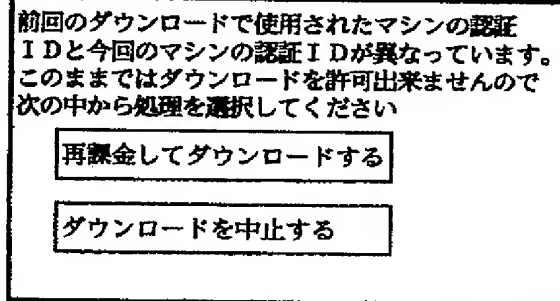 前回のダウンロードで使用されたマシンの認証
ＩＤと今回のマシンの認証ＩＤが異なっています。
このままではダウンロードを許可出来ませんので
次の中から処理を選択してください
再課金してダウンロードする
ダウンロードを中止する